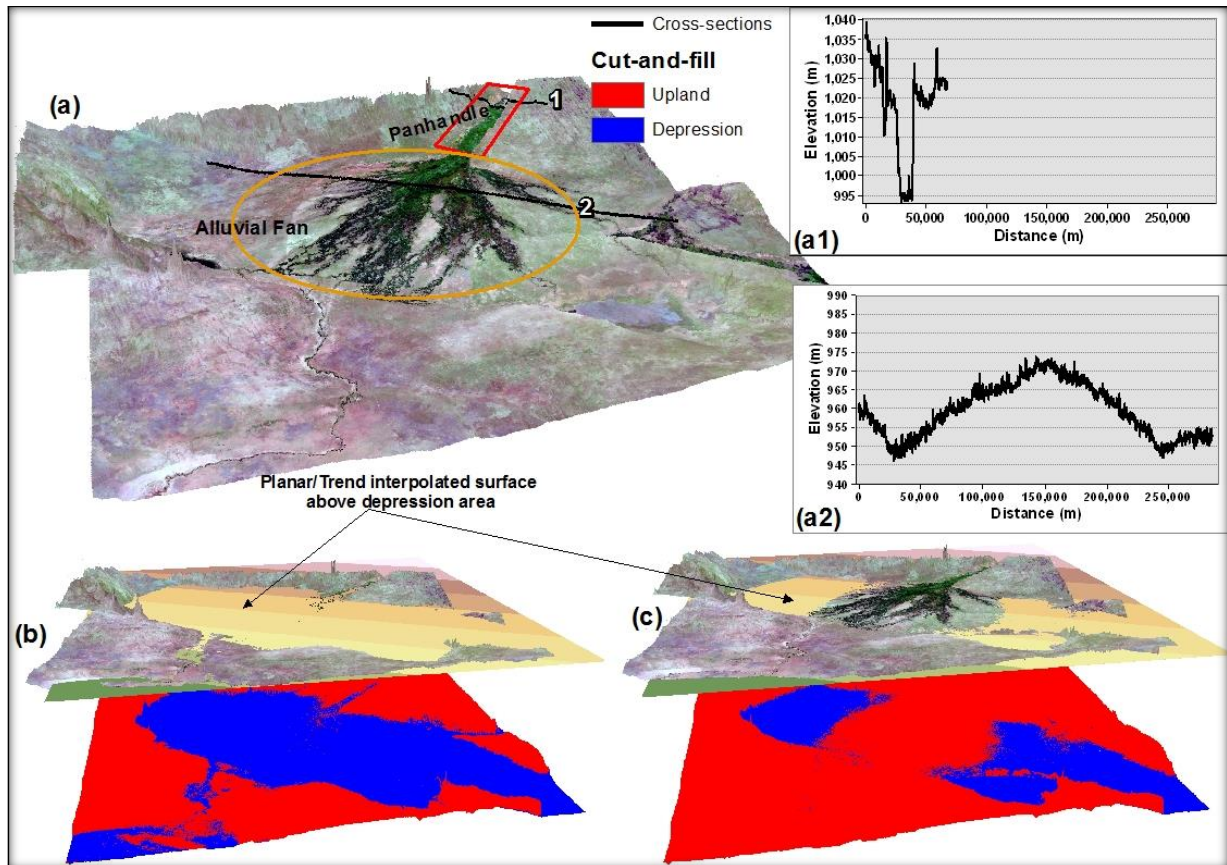 Cross-sections
Cut-and-fill
Upland
Depression
(a)
Panhandle
1
2
Alluvial Fan
Elevation (m)
1,040
1,035
1,030
1,025
1,020
1,015
1,010
1,005
1,000
995
0 50,000 100,000 150,000 200,000 250,000
Distance (m)
(a1)
Elevation (m)
990
985
980
975
970
965
960
955
950
945
940
0 50,000 100,000 150,000 200,000 250,000
Distance (m)
(a2)
Planar/Trend interpolated surface
above depression area
(b)
(c)